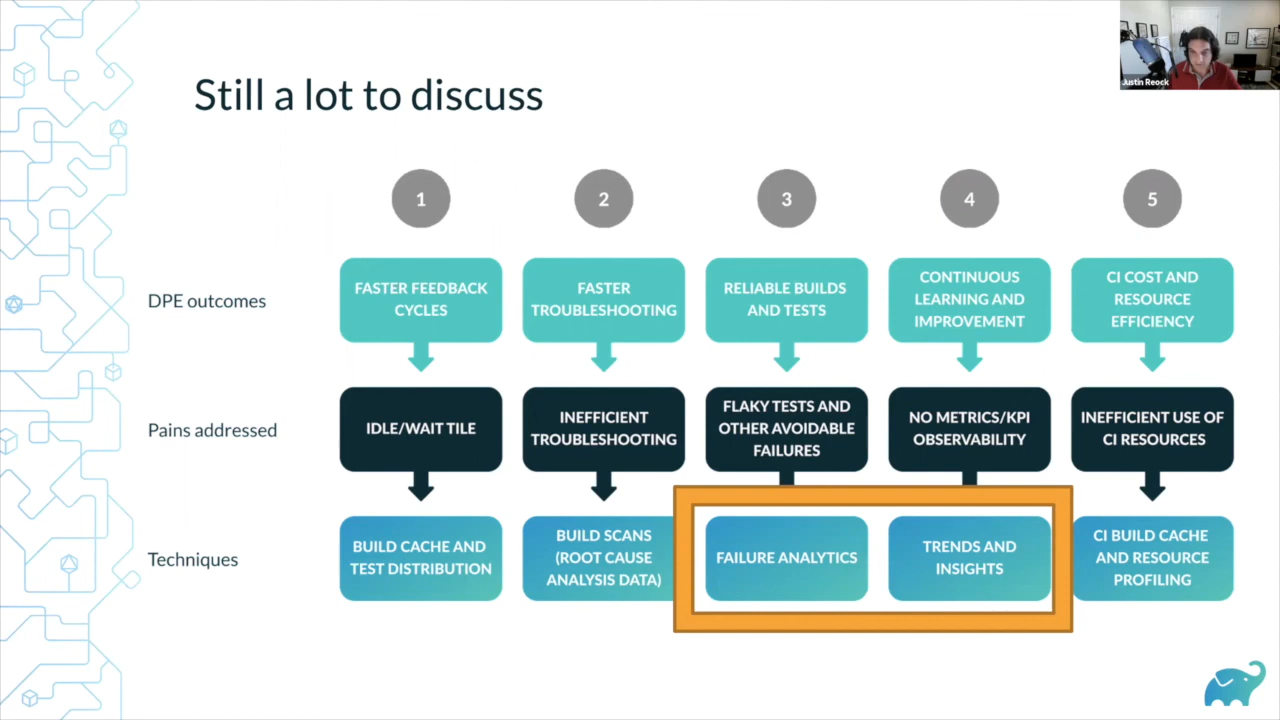 Justin Reock
Still a lot to discuss
1
2
3
4
5
DPE outcomes
FASTER FEEDBACK
CYCLES
FASTER
TROUBLESHOOTING
RELIABLE BUILDS
AND TESTS
CONTINUOUS
LEARNING AND
IMPROVEMENT
CI COST AND
RESOURCE
EFFICIENCY
Pains addressed
IDLE/WAIT TILE
INEFFICIENT
TROUBLESHOOTING
FLAKY TESTS AND
OTHER AVOIDABLE
FAILURES
NO METRICS/KPI
OBSERVABILITY
INEFFICIENT USE OF
CI RESOURCES
Techniques
BUILD CACHE AND
TEST DISTRIBUTION
BUILD SCANS
(ROOT CAUSE
ANALYSIS DATA)
FAILURE ANALYTICS
TRENDS AND
INSIGHTS
CI BUILD CACHE
AND RESOURCE
PROFILING